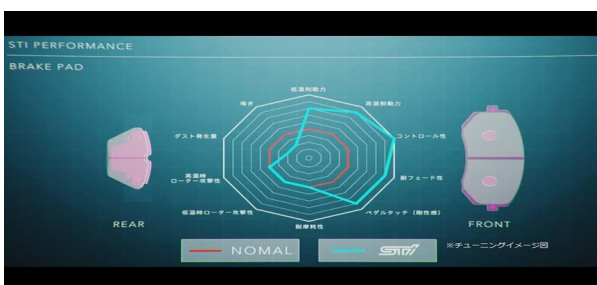 STI PERFORMANCE
BRAKE PAD
低温制動力
鳴き
高温制動力
ダスト発生量
コントロール性
高温時
ローター攻撃性
耐フェード性
低温時ローター攻撃性
ペダルタッチ（剛性感）
耐摩耗性
REAR
FRONT
NOMAL
STI
※チューニングイメージ図